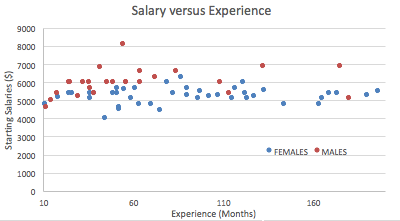 Salary versus Experience
9000
8000
7000
6000
5000
4000
3000
2000
1000
0
Starting Salaries ($)
10
60
110
160
Experience (Months)
FEMALES
MALES